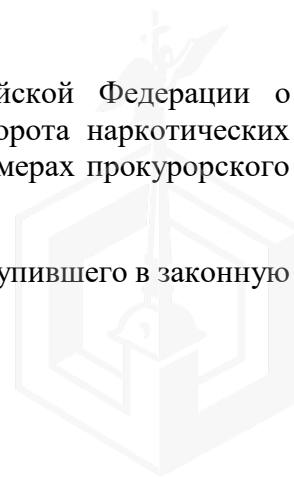 йской Федерации о
орота наркотических
мерах прокурорского
упившего в законную